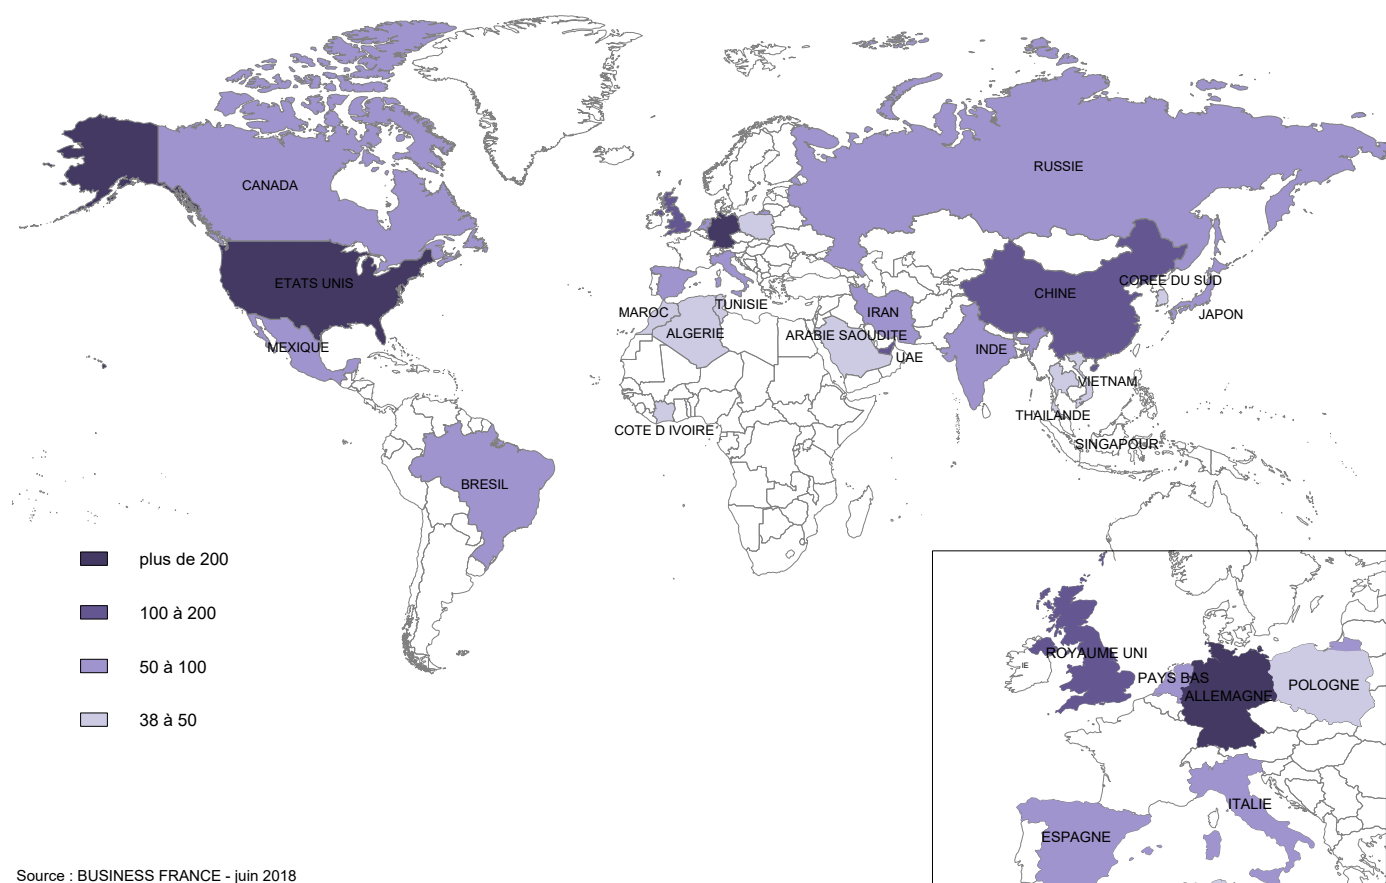 CANADA
RUSSIE
ETATS UNIS
CHINE
COREE DU SUD
MAROC
TUNISIE
ALGERIE
IRAN
ARABIE SAOUDITE
JAPON
MEXIQUE
INDE
UAE
VIETNAM
THAILANDE
COTE D IVOIRE
SINGAPOUR
BRESIL
plus de 200
100 à 200
50 à 100
38 à 50
ROYAUME UNI
IE
PAYS BAS
POLOGNE
ALLEMAGNE
ITALIE
ESPAGNE
Source : BUSINESS FRANCE - juin 2018